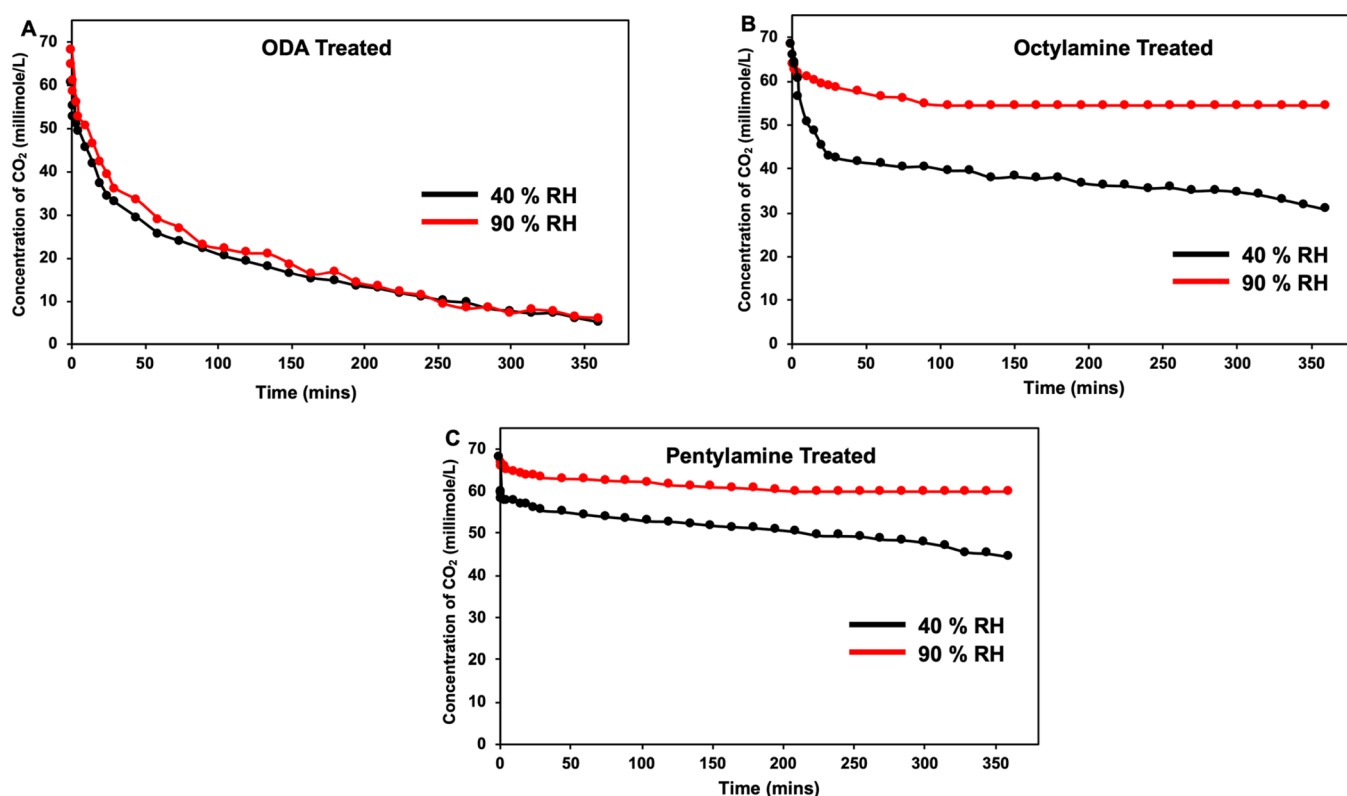 A
ODA Treated
Concentration of CO₂ (millimole/L)
70
60
50
40
30
20
10
0
40 % RH
90 % RH
0 50 100 150 200 250 300 350
Time (mins)
B
Octylamine Treated
Concentration of CO₂ (millimole/L)
70
60
50
40
30
20
10
0
40 % RH
90 % RH
0 50 100 150 200 250 300 350
Time (mins)
C
Pentylamine Treated
Concentration of CO₂ (millimole/L)
70
60
50
40
30
20
10
0
40 % RH
90 % RH
0 50 100 150 200 250 300 350
Time (mins)